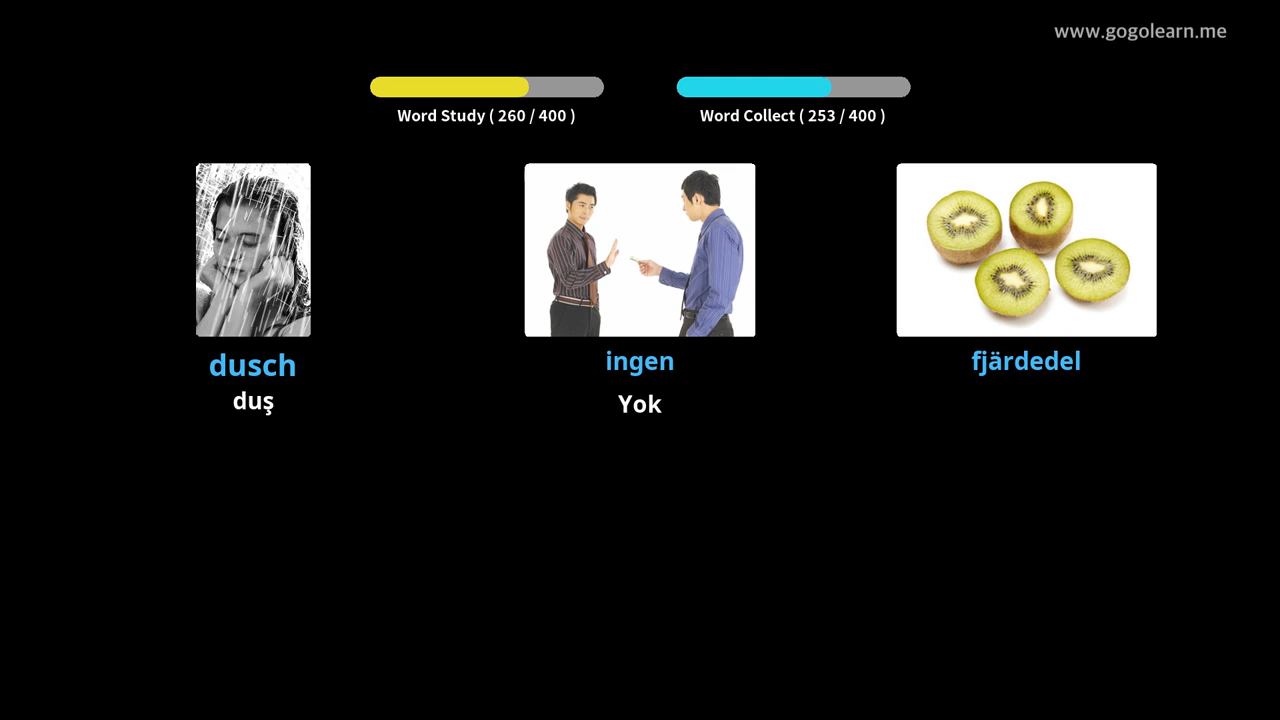 www.gogolearn.me
Word Study ( 260 / 400 )
Word Collect ( 253 / 400 )
dusch
duş
ingen
Yok
fjärdedel